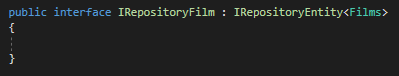 public interface IRepositoryFilm : IRepositoryEntity<Films>
{
}